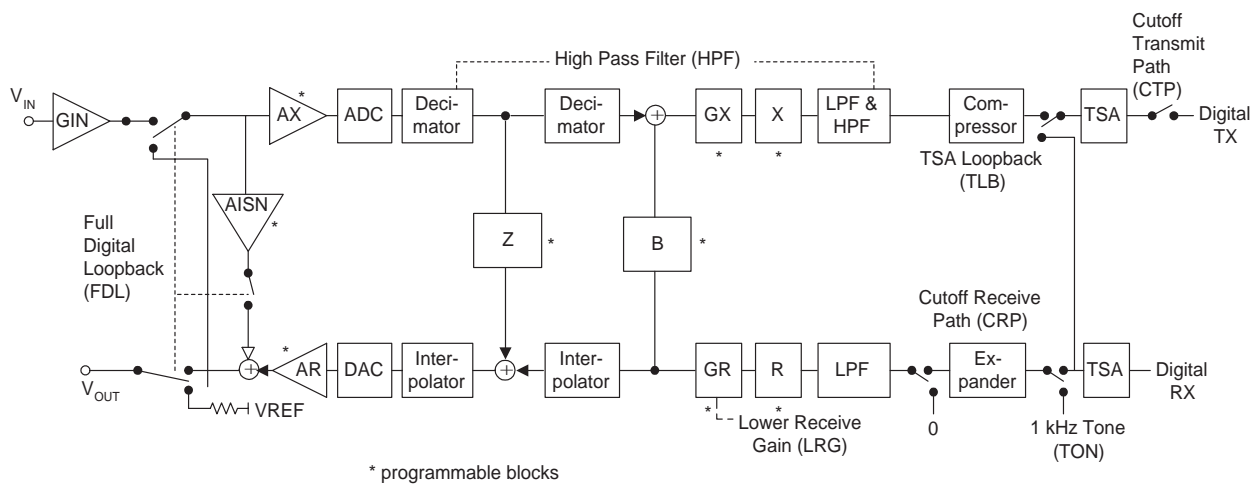 High Pass Filter (HPF)
Cutoff
Transmit
Path
(CTP)
VIN
GIN
AX
*
ADC
Deci-
mator
Deci-
mator
+
GX
*
X
*
LPF &
HPF
Com-
pressor
TSA
Digital
TX
TSA Loopback
(TLB)
AISN
*
Full
Digital
Loopback
(FDL)
Z
*
B
*
Cutoff Receive
Path (CRP)
VOUT
+
*
AR
DAC
Inter-
polator
+
Inter-
polator
GR
*
R
*
LPF
Ex-
pander
TSA
Digital
RX
VREF
Lower Receive
Gain (LRG)
0
1 kHz Tone
(TON)
* programmable blocks